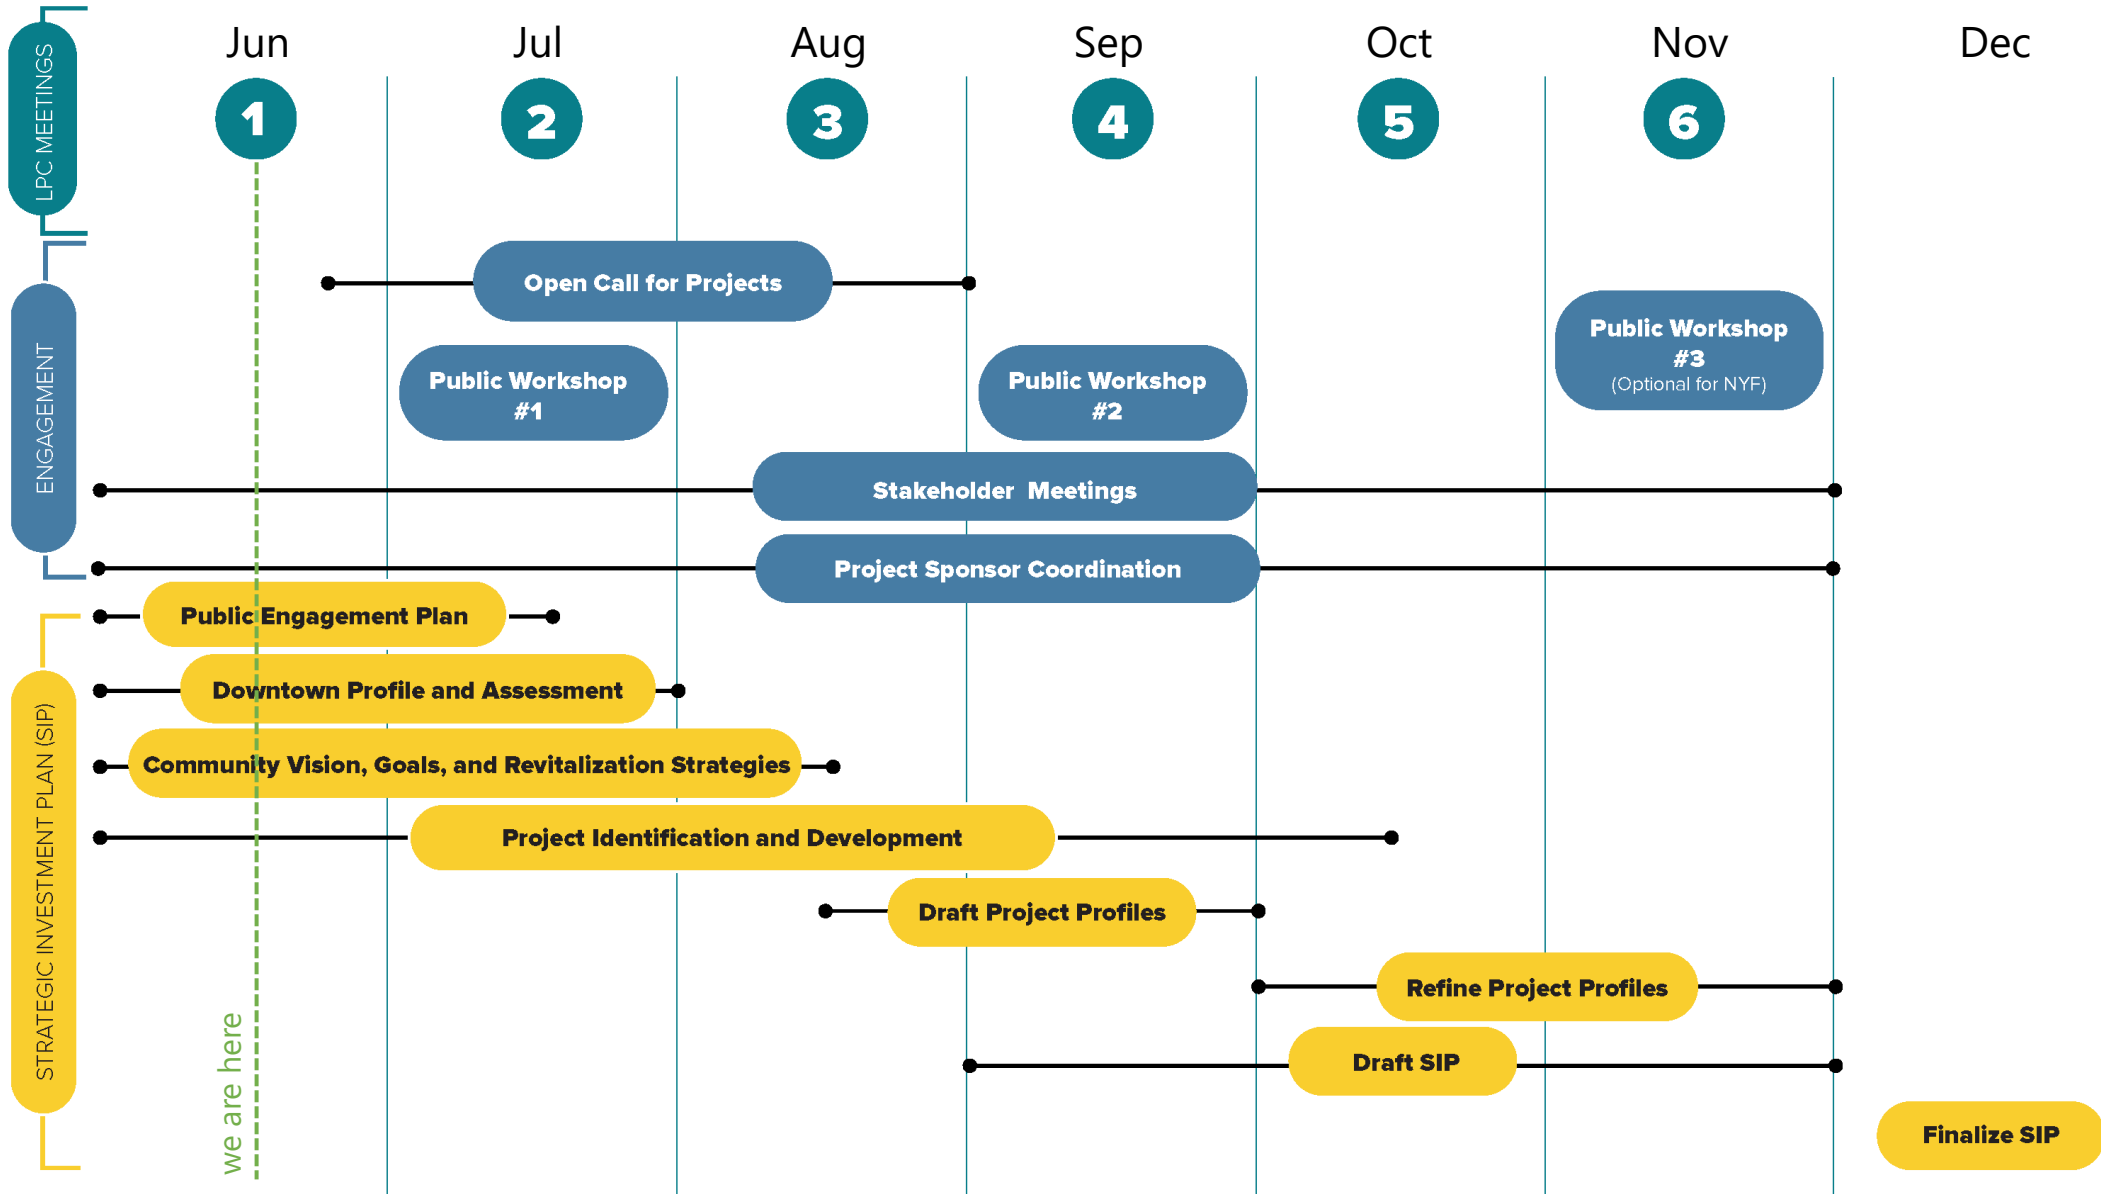 Jun Jul Aug Sep Oct Nov Dec
LPC MEETINGS
1 2 3 4 5 6
ENGAGEMENT
Open Call for Projects
Public Workshop
#1
Public Workshop
#2
Public Workshop
#3
(Optional for NYF)
Stakeholder Meetings
Project Sponsor Coordination
STRATEGIC INVESTMENT PLAN (SIP)
Public Engagement Plan
Downtown Profile and Assessment
Community Vision, Goals, and Revitalization Strategies
Project Identification and Development
Draft Project Profiles
Refine Project Profiles
Draft SIP
Finalize SIP
we are here